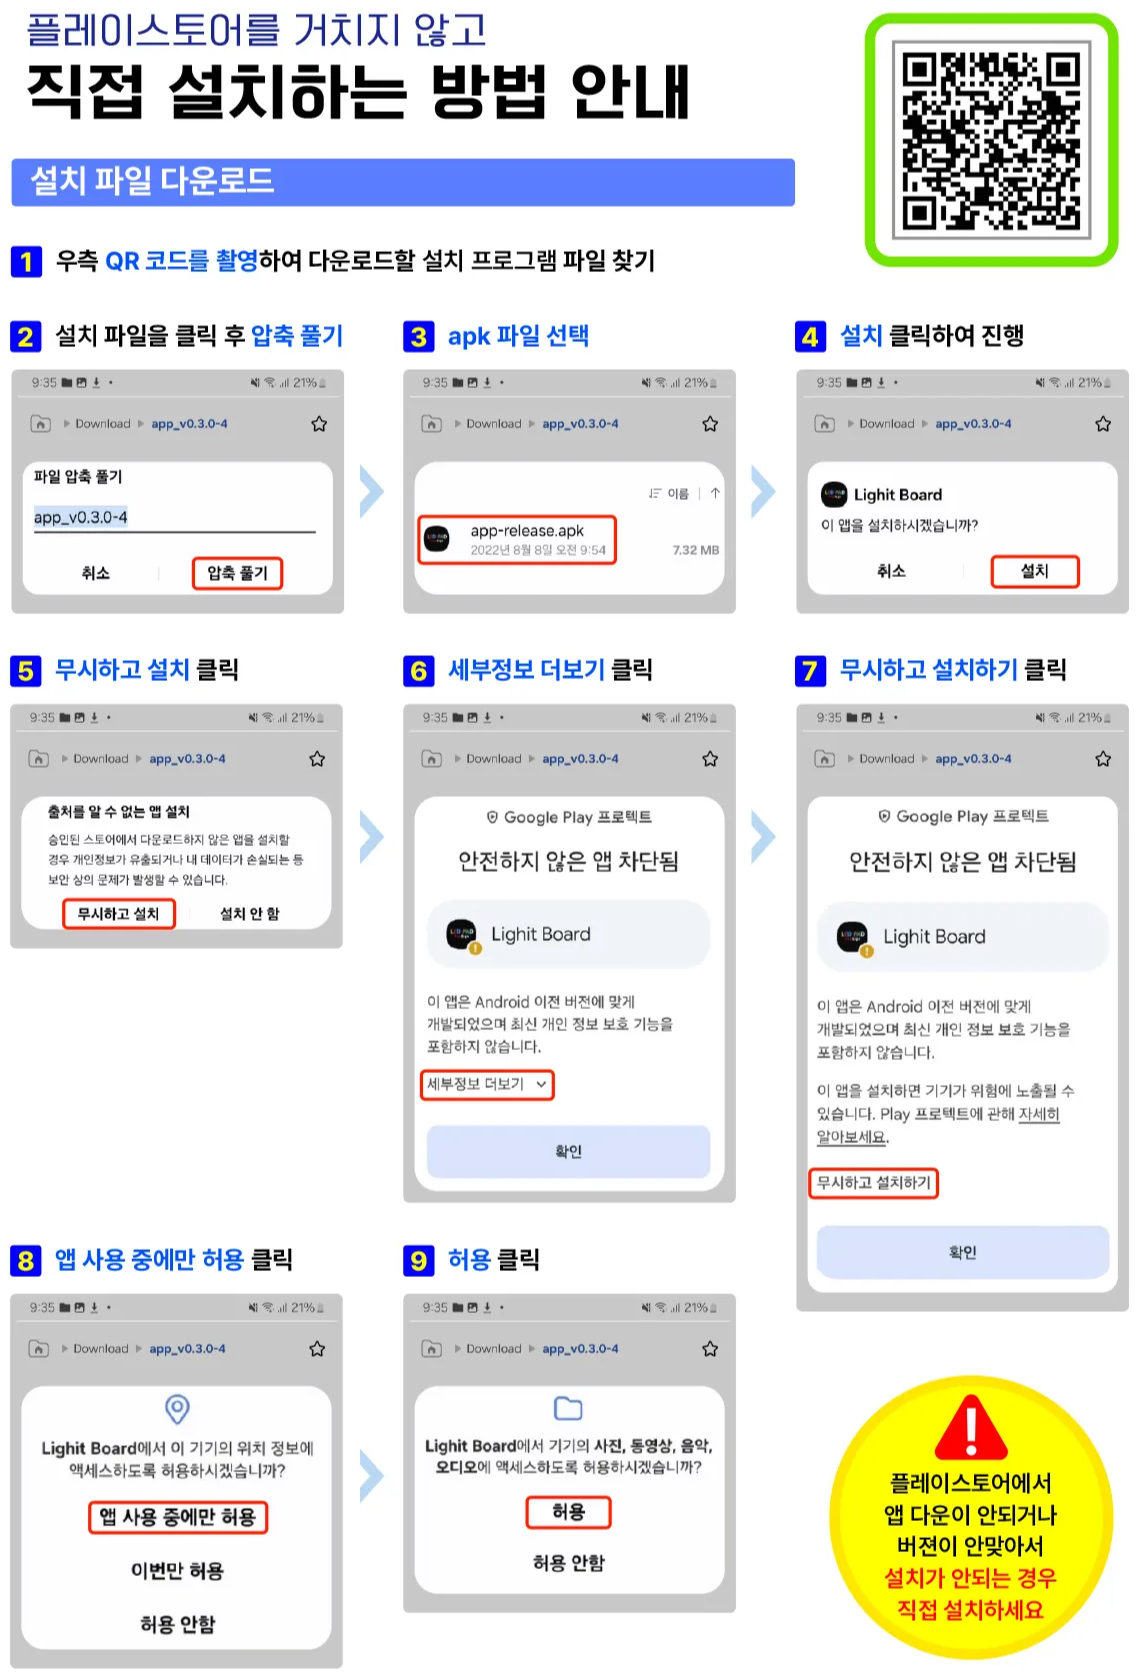 플레이스토어를 거치지 않고
직접 설치하는 방법 안내
설치 파일 다운로드
1 우측 QR 코드를 촬영하여 다운로드할 설치 프로그램 파일 찾기
2 설치 파일을 클릭 후 압축 풀기
9:35 21%
Download app_v0.3.0-4
파일 압축 풀기
app_v0.3.0-4
취소 압축 풀기
3 apk 파일 선택
9:35 21%
Download app_v0.3.0-4
이름
app-release.apk
2022년 8월 8일 오전 9:54 7.32 MB
4 설치 클릭하여 진행
9:35 21%
Download app_v0.3.0-4
Lighit Board
이 앱을 설치하시겠습니까?
취소 설치
5 무시하고 설치 클릭
9:35 21%
Download app_v0.3.0-4
출처를 알 수 없는 앱 설치
승인된 스토어에서 다운로드하지 않은 앱을 설치할
경우 개인정보가 유출되거나 내 데이터가 손실되는 등
보안 상의 문제가 발생할 수 있습니다.
무시하고 설치 설치 안 함
6 세부정보 더보기 클릭
9:35 21%
Download app_v0.3.0-4
Google Play 프로텍트
안전하지 않은 앱 차단됨
Lighit Board
이 앱은 Android 이전 버전에 맞게
개발되었으며 최신 개인 정보 보호 기능을
포함하지 않습니다.
세부정보 더보기
확인
7 무시하고 설치하기 클릭
9:35 21%
Download app_v0.3.0-4
Google Play 프로텍트
안전하지 않은 앱 차단됨
Lighit Board
이 앱은 Android 이전 버전에 맞게
개발되었으며 최신 개인 정보 보호 기능을
포함하지 않습니다.
이 앱을 설치하면 기기가 위험에 노출될 수
있습니다. Play 프로텍트에 관해 자세히
알아보세요.
무시하고 설치하기
확인
8 앱 사용 중에만 허용 클릭
9:35 21%
Download app_v0.3.0-4
Lighit Board에서 이 기기의 위치 정보에
액세스하도록 허용하시겠습니까?
앱 사용 중에만 허용
이번만 허용
허용 안함
9 허용 클릭
9:35 21%
Download app_v0.3.0-4
Lighit Board에서 기기의 사진, 동영상, 음악,
오디오에 액세스하도록 허용하시겠습니까?
허용
허용 안함
플레이스토어에서
앱 다운이 안되거나
버젼이 안맞아서
설치가 안되는 경우
직접 설치하세요